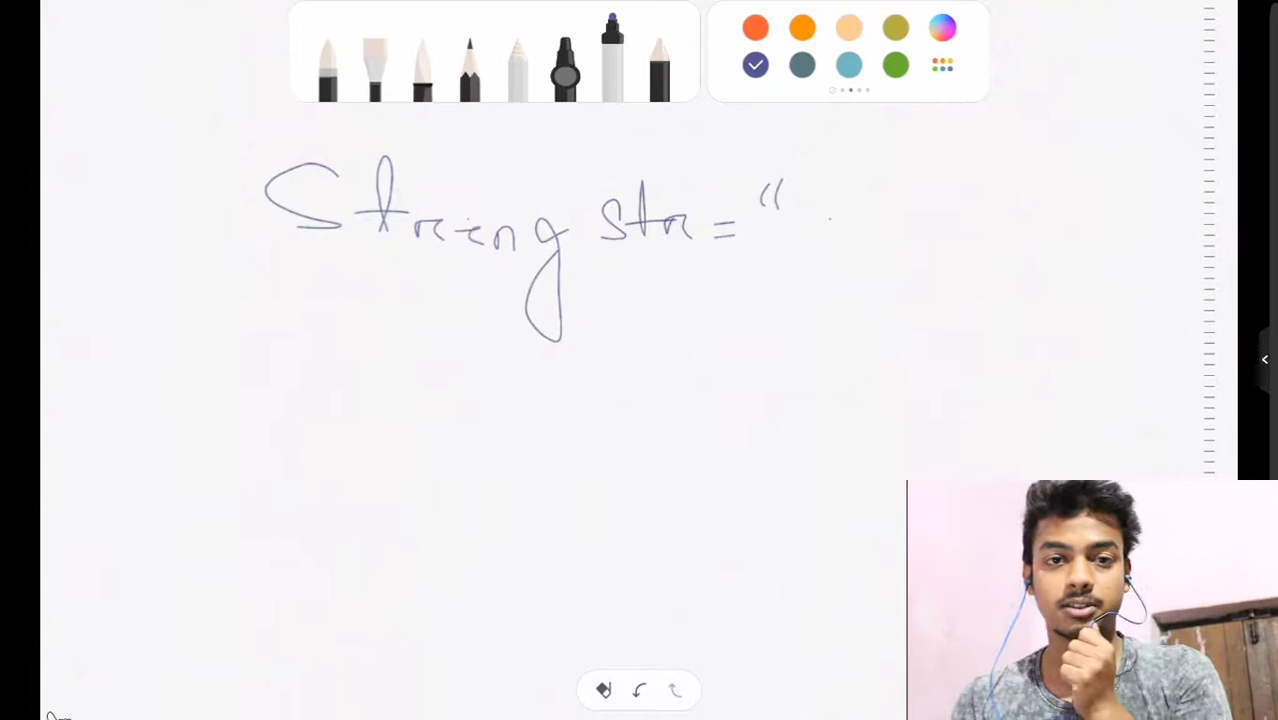 String str = "